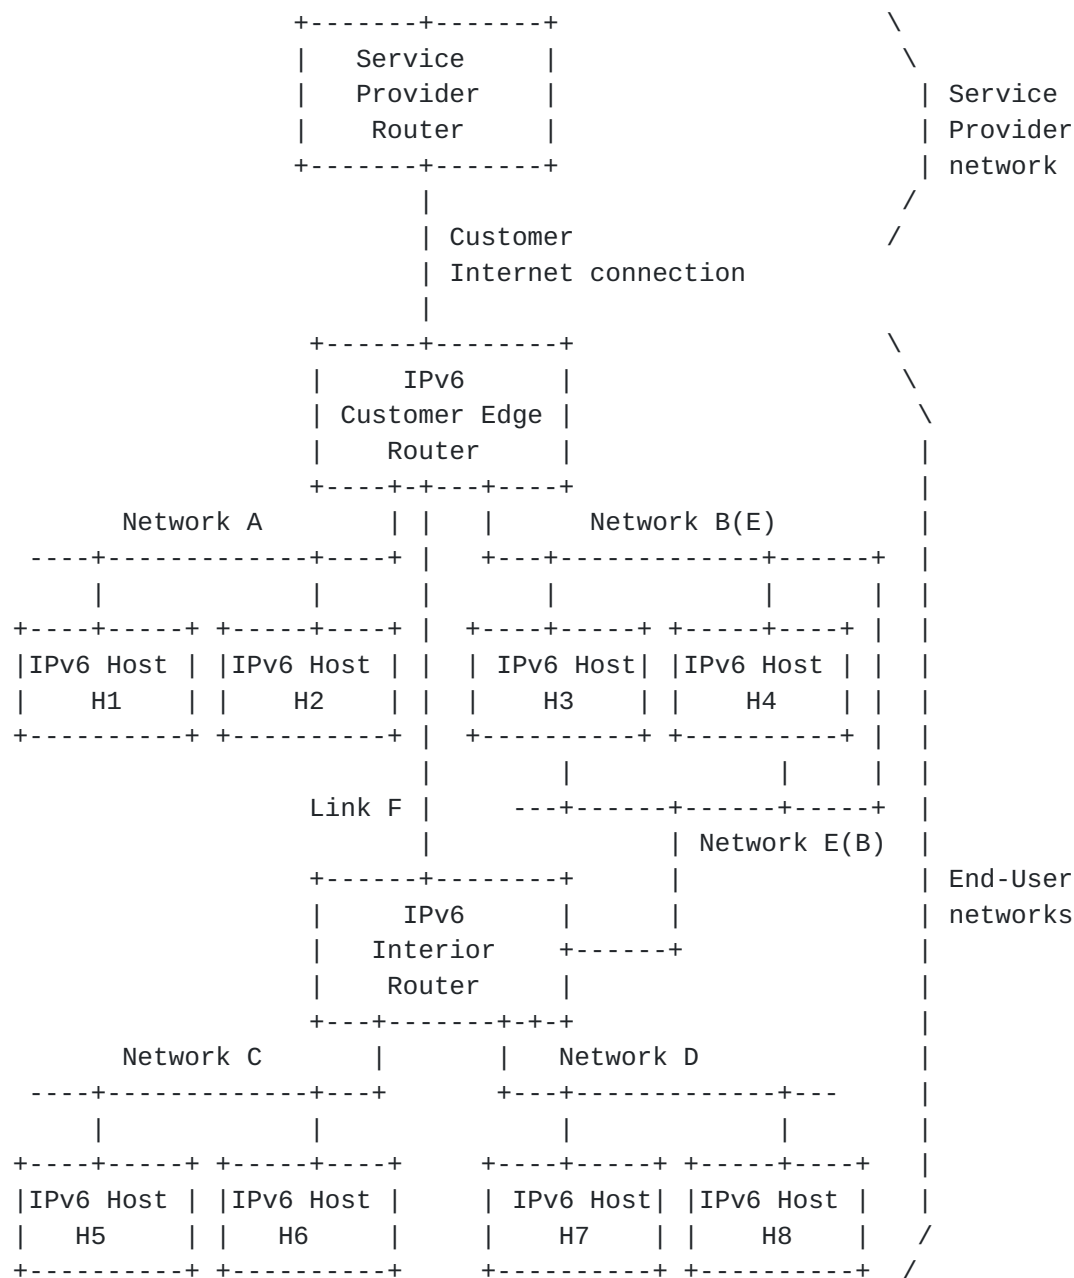 Service
Provider
Router
Service
Provider
network
Customer
Internet connection
IPv6
Customer Edge
Router
Network A
Network B(E)
IPv6 Host
H1
IPv6 Host
H2
IPv6 Host
H3
IPv6 Host
H4
Link F
Network E(B)
End-User
networks
IPv6
Interior
Router
Network C
Network D
IPv6 Host
H5
IPv6 Host
H6
IPv6 Host
H7
IPv6 Host
H8